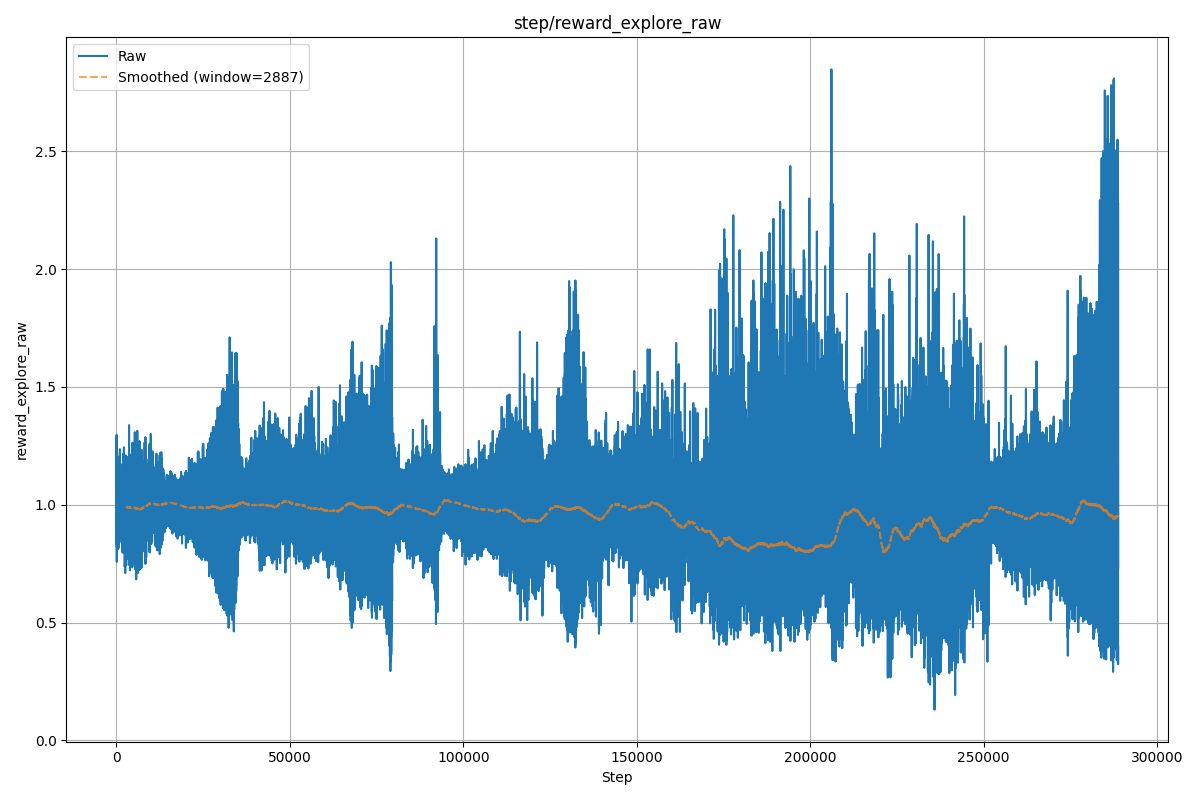 step/reward_explore_raw
Raw
Smoothed (window=2887)
2.5
2.0
1.5
1.0
0.5
0.0
reward_explore_raw
0 50000 100000 150000 200000 250000 300000
Step